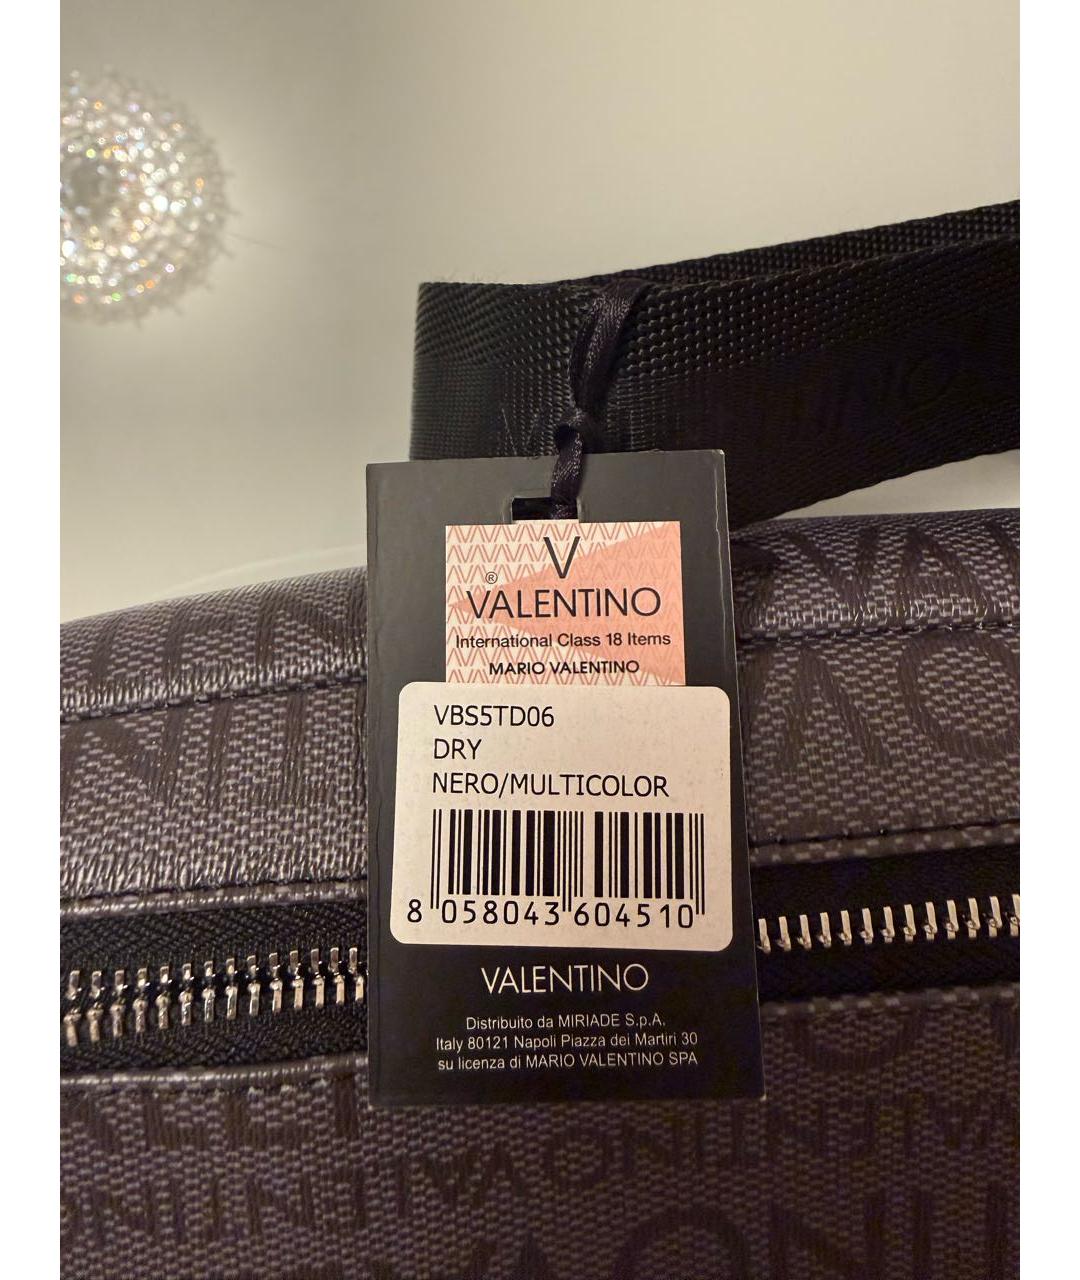 V
®
VALENTINO
International Class 18 Items
MARIO VALENTINO
VBS5TD06
DRY
NERO/MULTICOLOR
8 058043 604510
VALENTINO
Distribuito da MIRIADE S.p.A.
Italy 80121 Napoli Piazza dei Martiri 30
su licenza di MARIO VALENTINO SPA